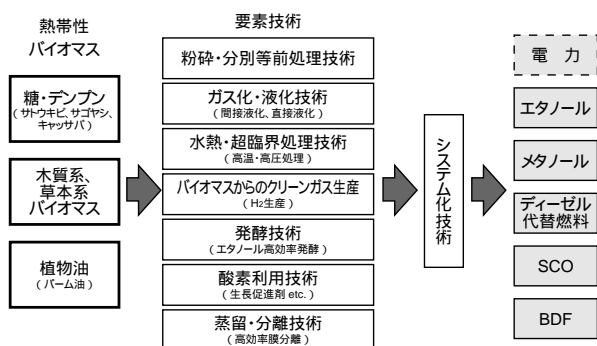 熱帯性
バイオマス
糖・デンプン
（サトウキビ、サゴヤシ、
キャッサバ）
木質系、
草本系
バイオマス
植物油
（パーム油）
要素技術
粉砕・分別等前処理技術
ガス化・液化技術
（間接液化、直接液化）
水熱・超臨界処理技術
（高温・高圧処理）
バイオマスからのクリーンガス生産
（H2生産）
発酵技術
（エタノール高効率発酵）
酸素利用技術
（生長促進剤 etc.）
蒸留・分離技術
（高効率膜分離）
システム化技術
電 力
エタノール
メタノール
ディーゼル
代替燃料
SCO
BDF